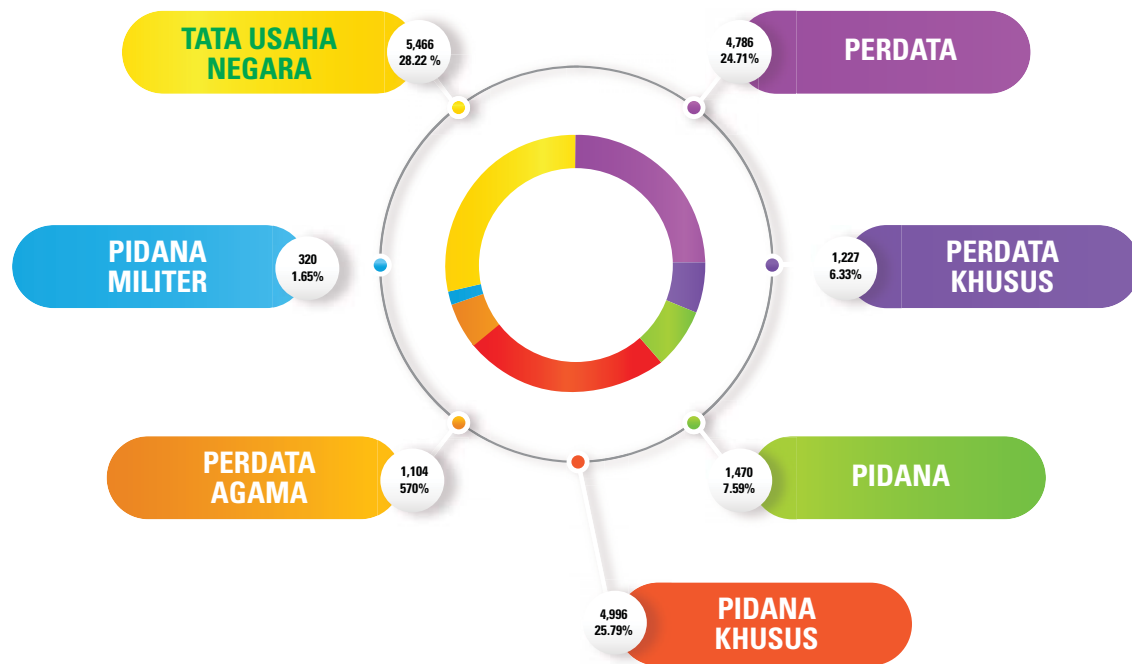 TATA USAHA
NEGARA
5,466
28.22 %
4,786
24.71%
PERDATA
PIDANA
MILITER
320
1.65%
1,227
6.33%
PERDATA
KHUSUS
PERDATA
AGAMA
1,104
570%
1,470
7.59%
PIDANA
4,996
25.79%
PIDANA
KHUSUS